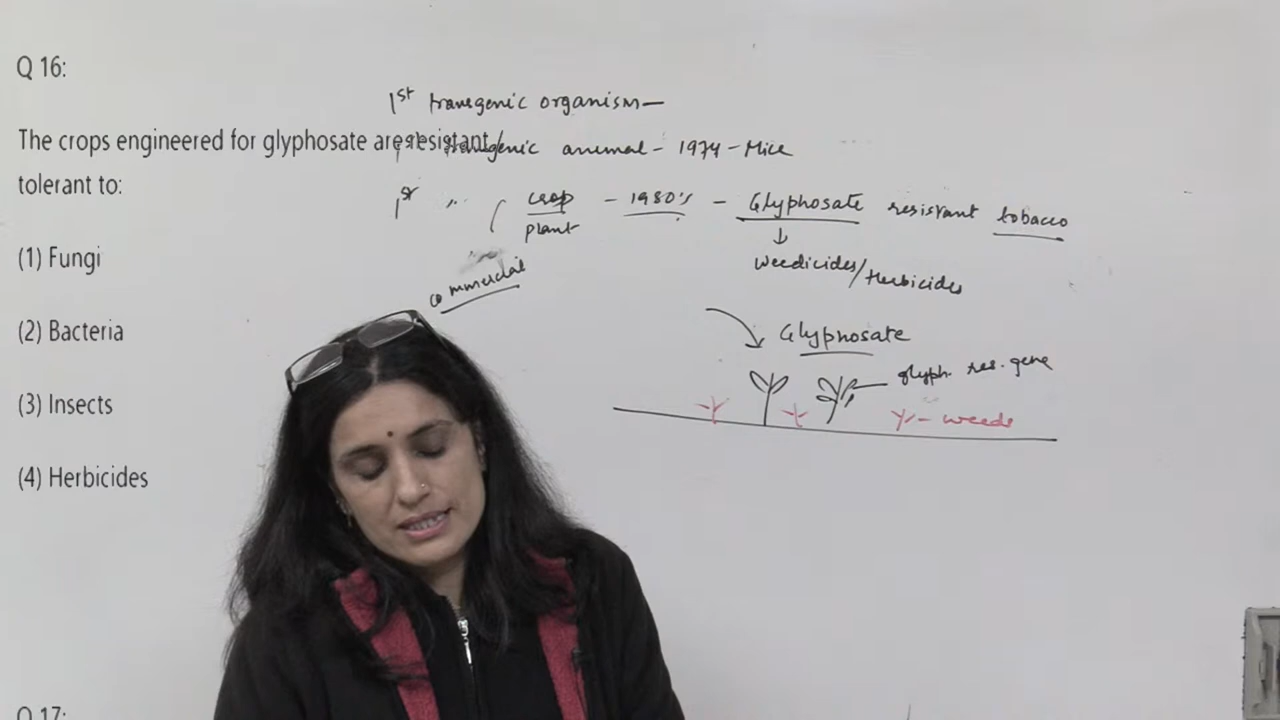 Q 16:
1st transgenic organism—
The crops engineered for glyphosate are resistant/
1st transgenic animal - 1974 - Mice
tolerant to:
1st " crop - 1980's - Glyphosate resistant tobacco
plant
(1) Fungi
Weedicides/Herbicides
commercial
(2) Bacteria
Glyphosate
glyph. res. gene
(3) Insects
- weeds
(4) Herbicides
Q 17: